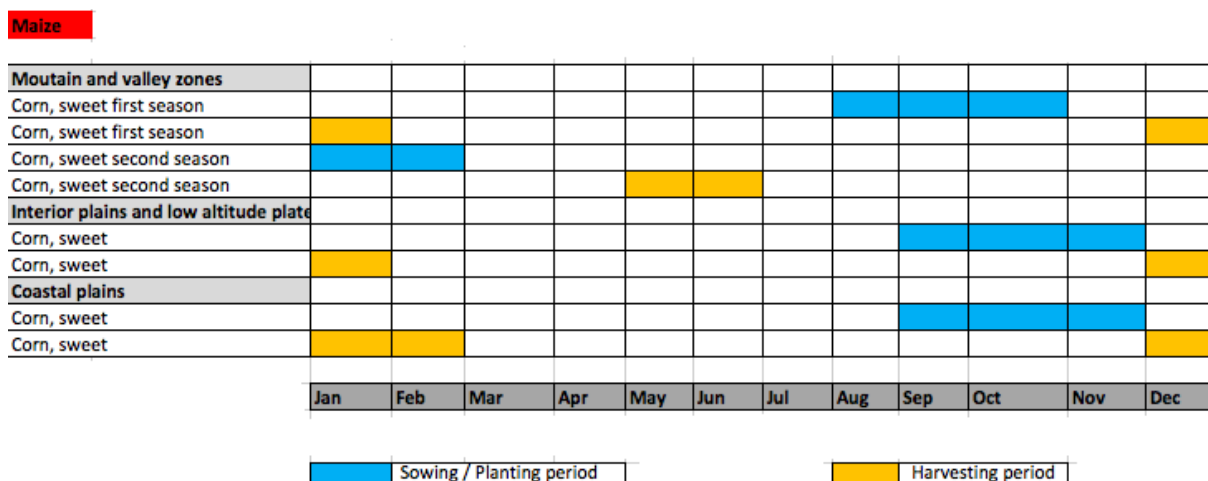 Maize
Moutain and valley zones
Corn, sweet first season
Corn, sweet first season
Corn, sweet second season
Corn, sweet second season
Interior plains and low altitude plate
Corn, sweet
Corn, sweet
Coastal plains
Corn, sweet
Corn, sweet
Jan Feb Mar Apr May Jun Jul Aug Sep Oct Nov Dec
Sowing / Planting period Harvesting period